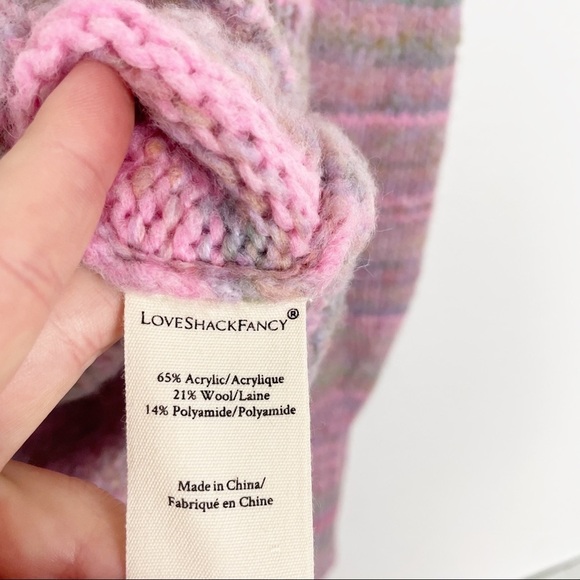 LOVESHACKFANCY®
65% Acrylic/Acrylique
21% Wool/Laine
14% Polyamide/Polyamide
Made in China/
Fabriqué en Chine